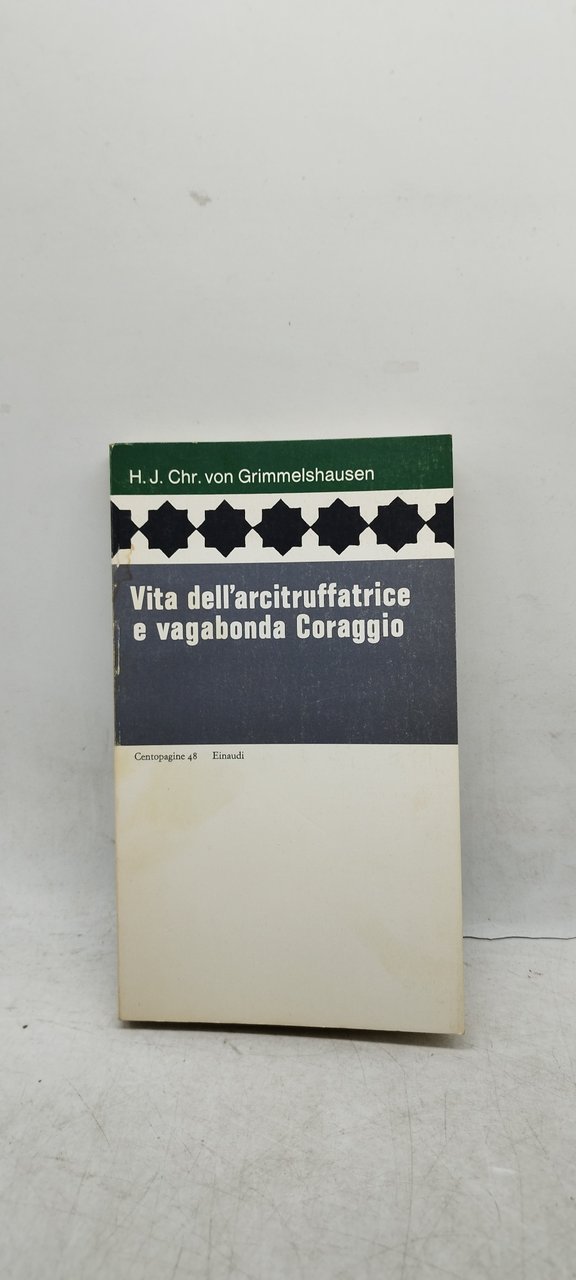 H. J. Chr. von Grimmelshausen
Vita dell'arcitruffatrice
e vagabonda Coraggio
Centopagine 48 Einaudi